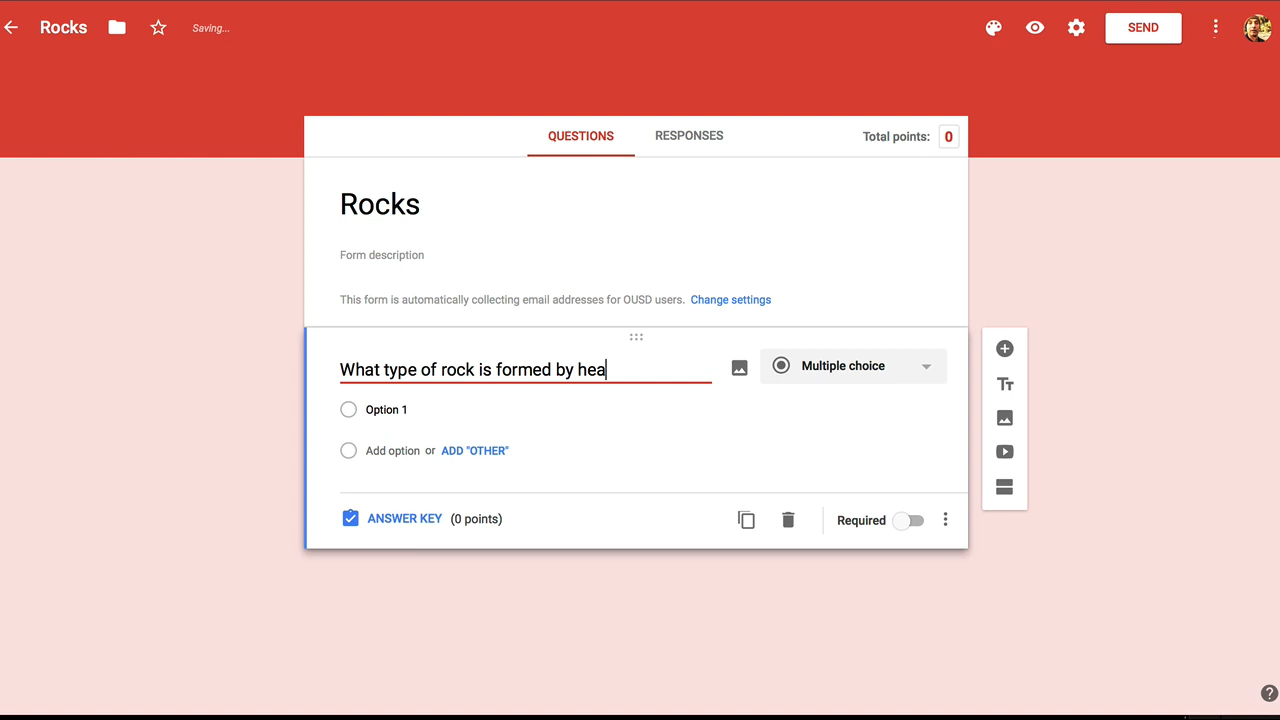 Rocks Saving... SEND
QUESTIONS RESPONSES Total points: 0
Rocks
Form description
This form is automatically collecting email addresses for OUSD users. Change settings
What type of rock is formed by hea
Multiple choice
Option 1
Add option or ADD "OTHER"
ANSWER KEY (0 points) Required